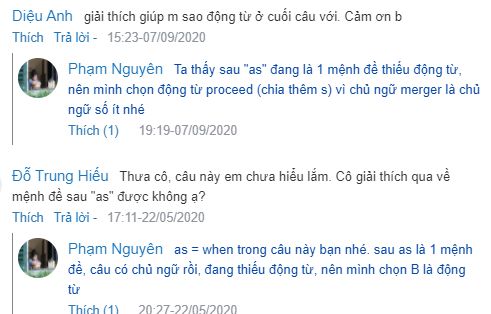 Diệu Anh giải thích giúp m sao động từ ở cuối câu với. Cảm ơn b
Thích Trả lời - 15:23-07/09/2020
Phạm Nguyên Ta thấy sau "as" đang là 1 mệnh đề thiếu động từ,
nên mình chọn động từ proceed (chia thêm s) vì chủ ngữ merger là chủ
ngữ số ít nhé
Thích (1) 19:19-07/09/2020
Đỗ Trung Hiếu Thưa cô, câu này em chưa hiểu lắm. Cô giải thích qua về
mệnh đề sau "as" được không ạ?
Thích Trả lời - 17:11-22/05/2020
Phạm Nguyên as = when trong câu này bạn nhé. sau as là 1 mệnh
đề, câu có chủ ngữ rồi, đang thiếu động từ, nên mình chọn B là động
từ
Thích (1) 20:27-22/05/2020